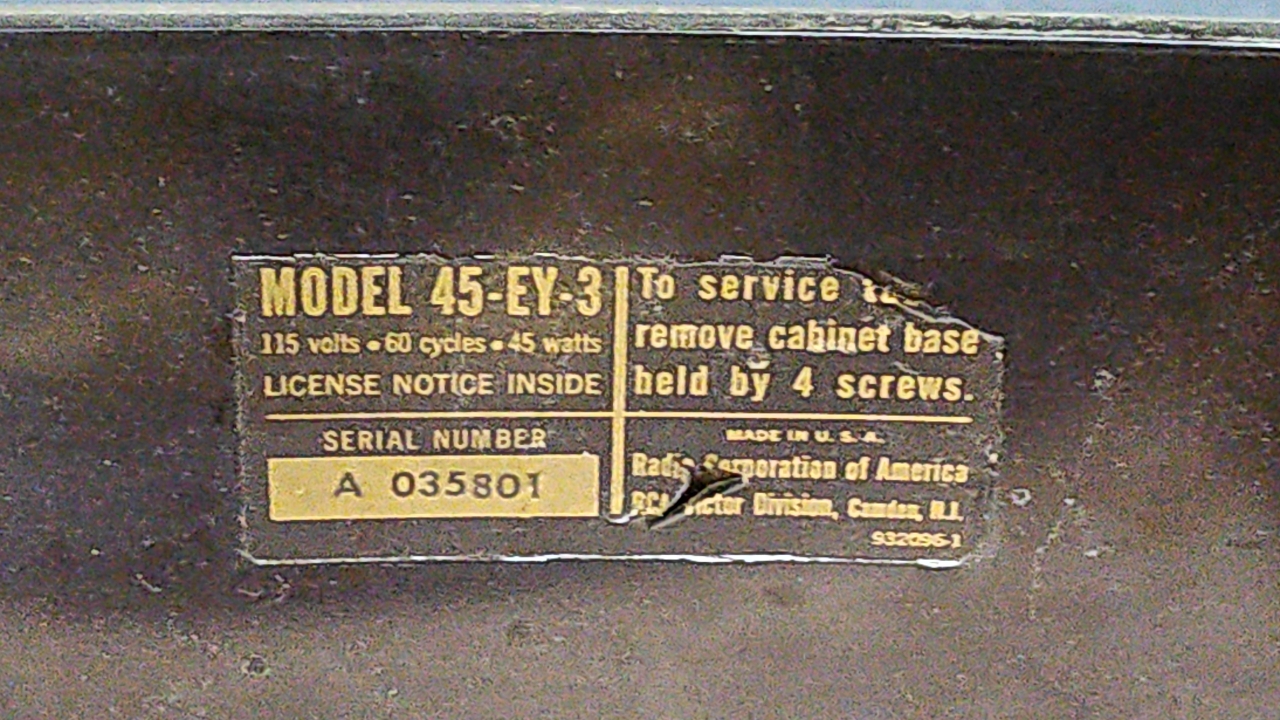 MODEL 45-EY-3
115 volts • 60 cycles • 45 watts
LICENSE NOTICE INSIDE
SERIAL NUMBER
A 035801
To service
remove cabinet base
held by 4 screws.
MADE IN U. S. A.
Radio Corporation of America
RCA Victor Division, Camden, N.J.
932096-1